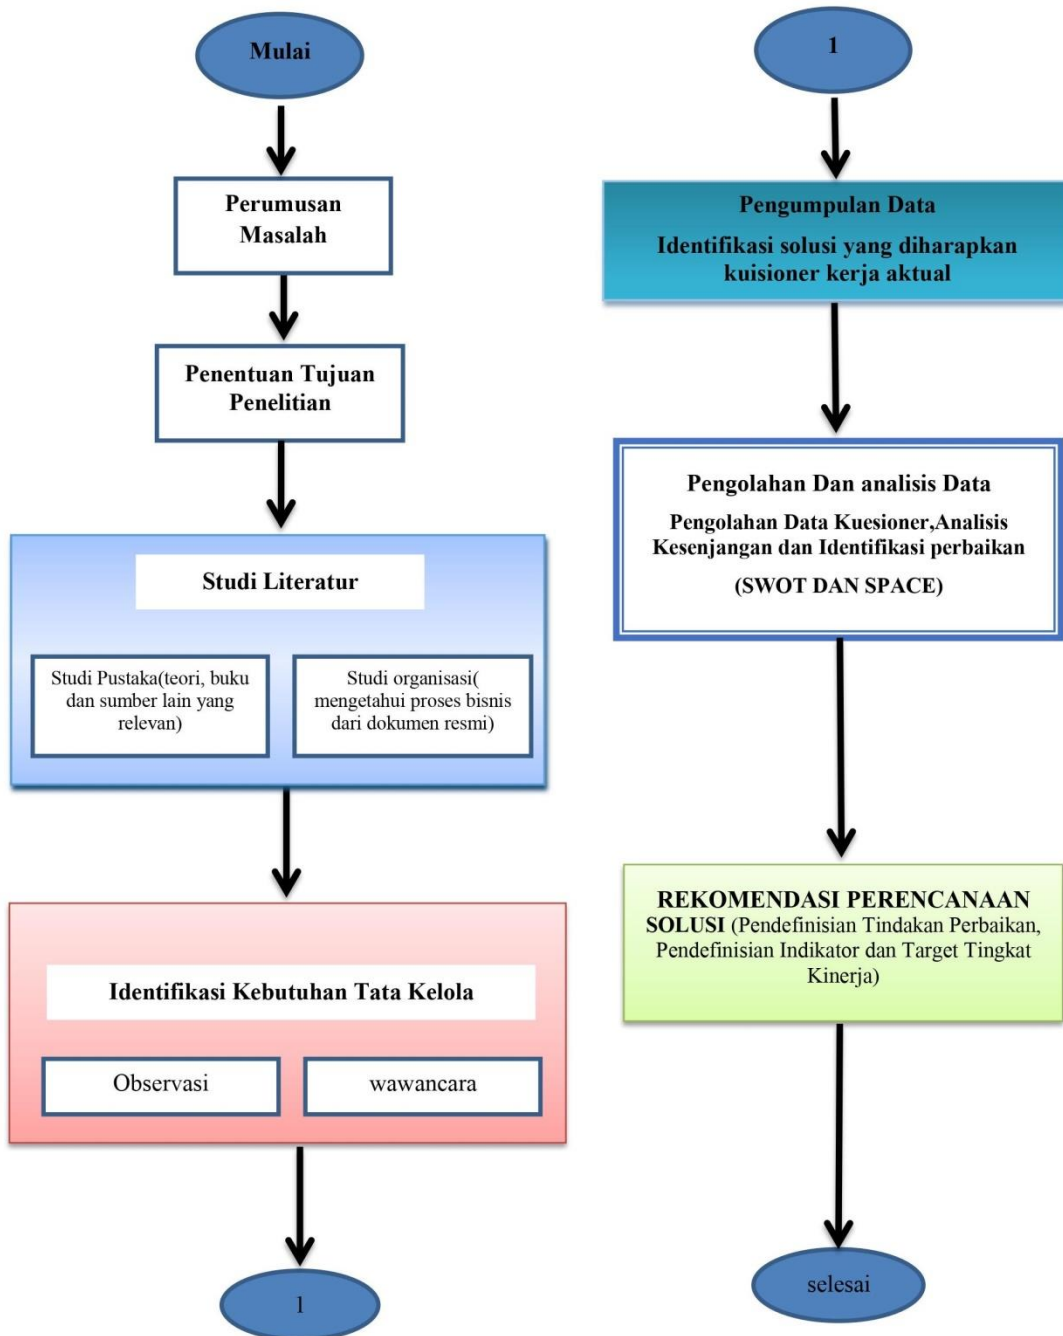 Mulai
Perumusan
Masalah
Penentuan Tujuan
Penelitian
Studi Literatur
Studi Pustaka(teori, buku
dan sumber lain yang
relevan)
Studi organisasi(
mengetahui proses bisnis
dari dokumen resmi)
Identifikasi Kebutuhan Tata Kelola
Observasi
wawancara
1
1
Pengumpulan Data
Identifikasi solusi yang diharapkan
kuisioner kerja aktual
Pengolahan Dan analisis Data
Pengolahan Data Kuesioner,Analisis
Kesenjangan dan Identifikasi perbaikan
(SWOT DAN SPACE)
REKOMENDASI PERENCANAAN
SOLUSI (Pendefinisian Tindakan Perbaikan,
Pendefinisian Indikator dan Target Tingkat
Kinerja)
selesai